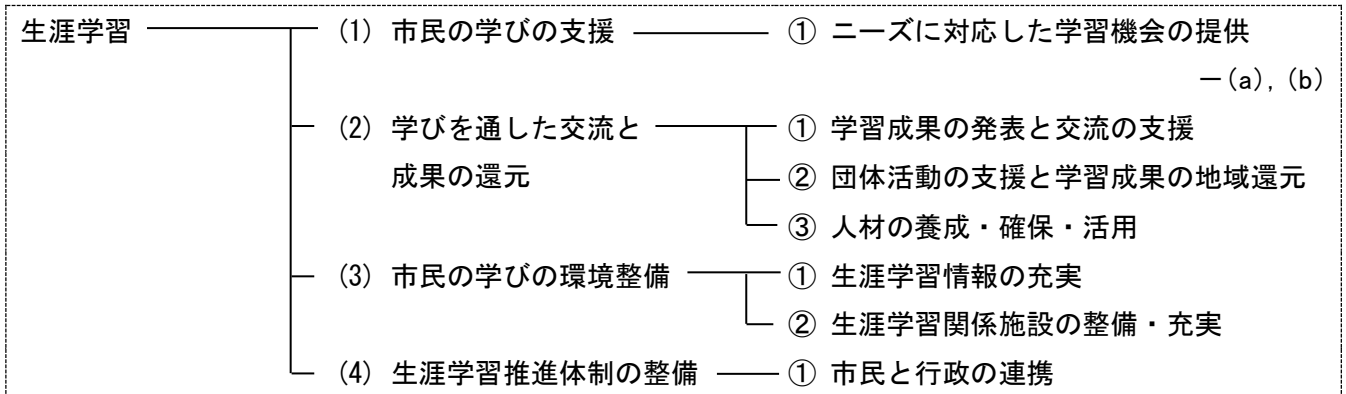 生涯学習 (1) 市民の学びの支援 ① ニーズに対応した学習機会の提供
－(a), (b)
(2) 学びを通した交流と ① 学習成果の発表と交流の支援
成果の還元 ② 団体活動の支援と学習成果の地域還元
③ 人材の養成・確保・活用
(3) 市民の学びの環境整備 ① 生涯学習情報の充実
② 生涯学習関係施設の整備・充実
(4) 生涯学習推進体制の整備 ① 市民と行政の連携